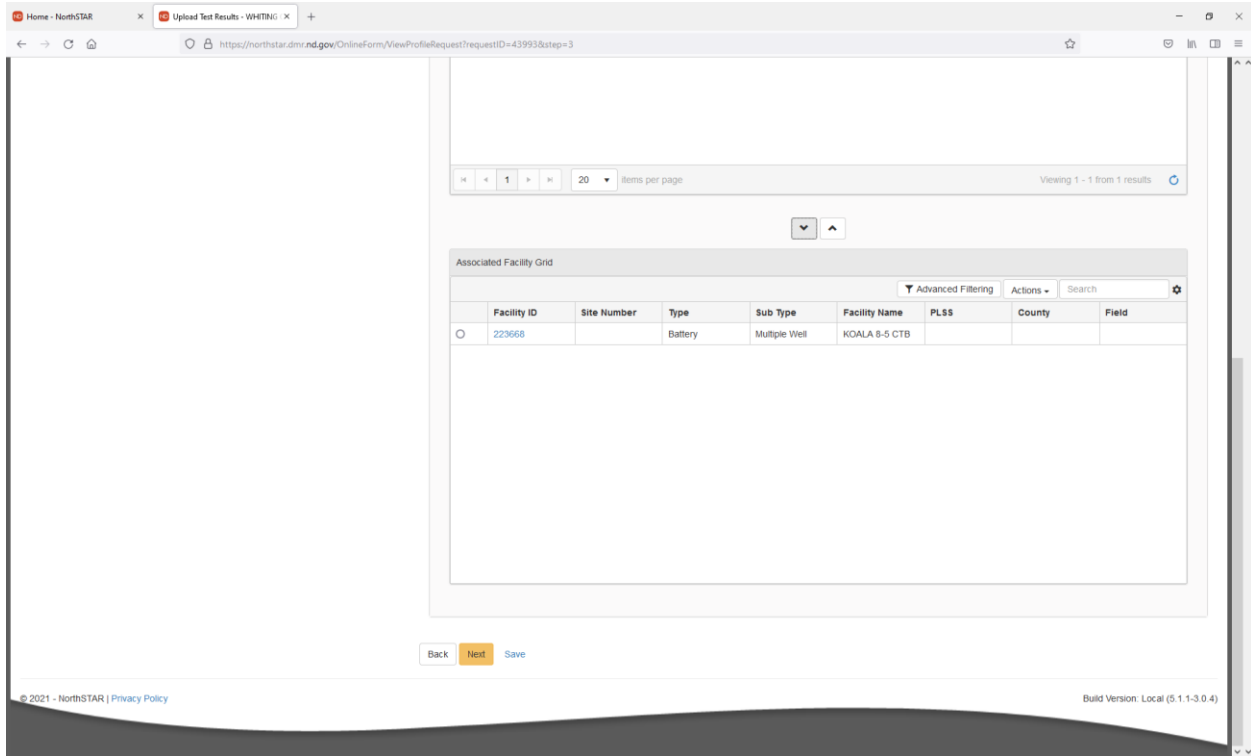 Home - NorthSTAR
Upload Test Results - WHITING
https://northstar.dmr.nd.gov/OnlineForm/ViewProfileRequest?requestID=43993&step=3
1 20 items per page Viewing 1 - 1 from 1 results
Associated Facility Grid
Advanced Filtering Actions Search
Facility ID Site Number Type Sub Type Facility Name PLSS County Field
223668 Battery Multiple Well KOALA 8-5 CTB
Back Next Save
© 2021 - NorthSTAR | Privacy Policy Build Version: Local (5.1.1-3.0.4)